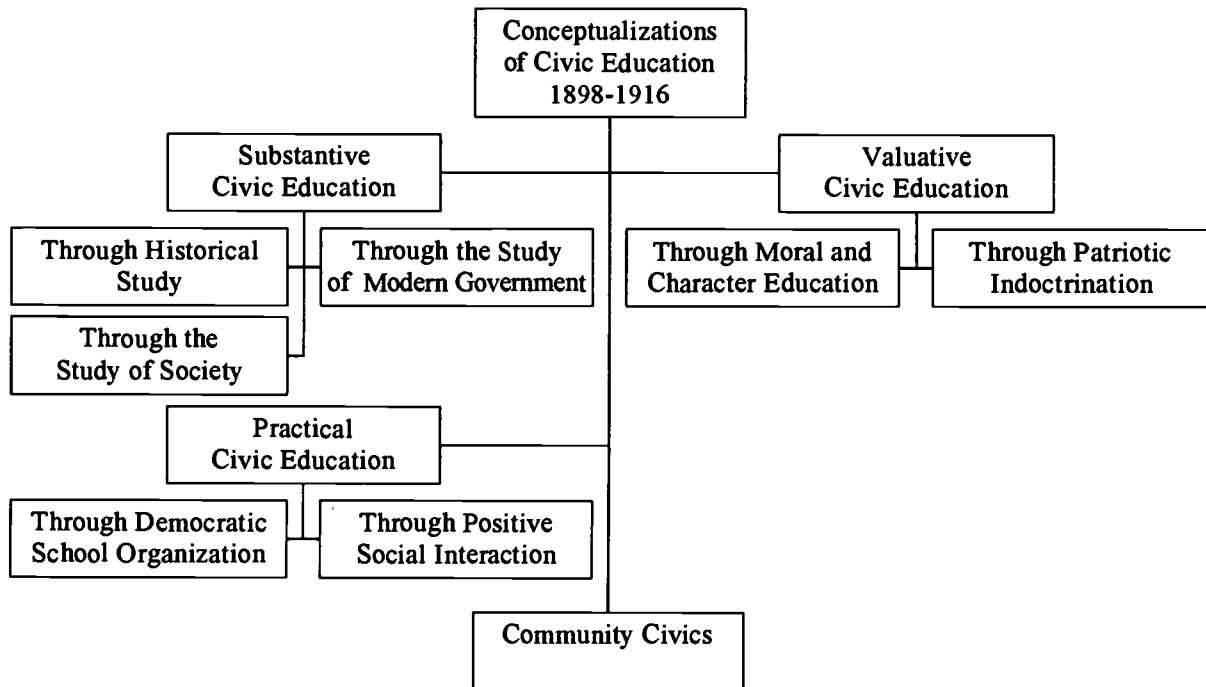 Conceptualizations
of Civic Education
1898-1916
Substantive
Civic Education
Valuative
Civic Education
Through Historical
Study
Through the Study
of Modern Government
Through Moral and
Character Education
Through Patriotic
Indoctrination
Through the
Study of Society
Practical
Civic Education
Through Democratic
School Organization
Through Positive
Social Interaction
Community Civics